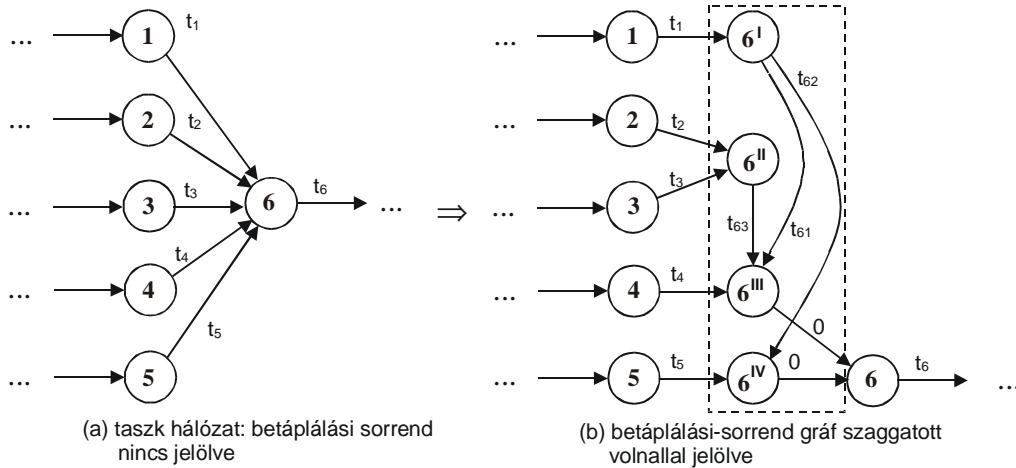 ... 1 t1 ... 1 t1 6I
t62
... 2 t2 ... 2 t2 6II
... 3 t3 6 t6 ... ⇒ ... 3 t3 t63 t61
... 4 t4 ... 4 t4 6III
0
... 5 t5 ... 5 t5 6IV 0 6 t6 ...
(a) taszk hálózat: betáplálási sorrend
nincs jelölve
(b) betáplálási-sorrend gráf szaggatott
volnallal jelölve